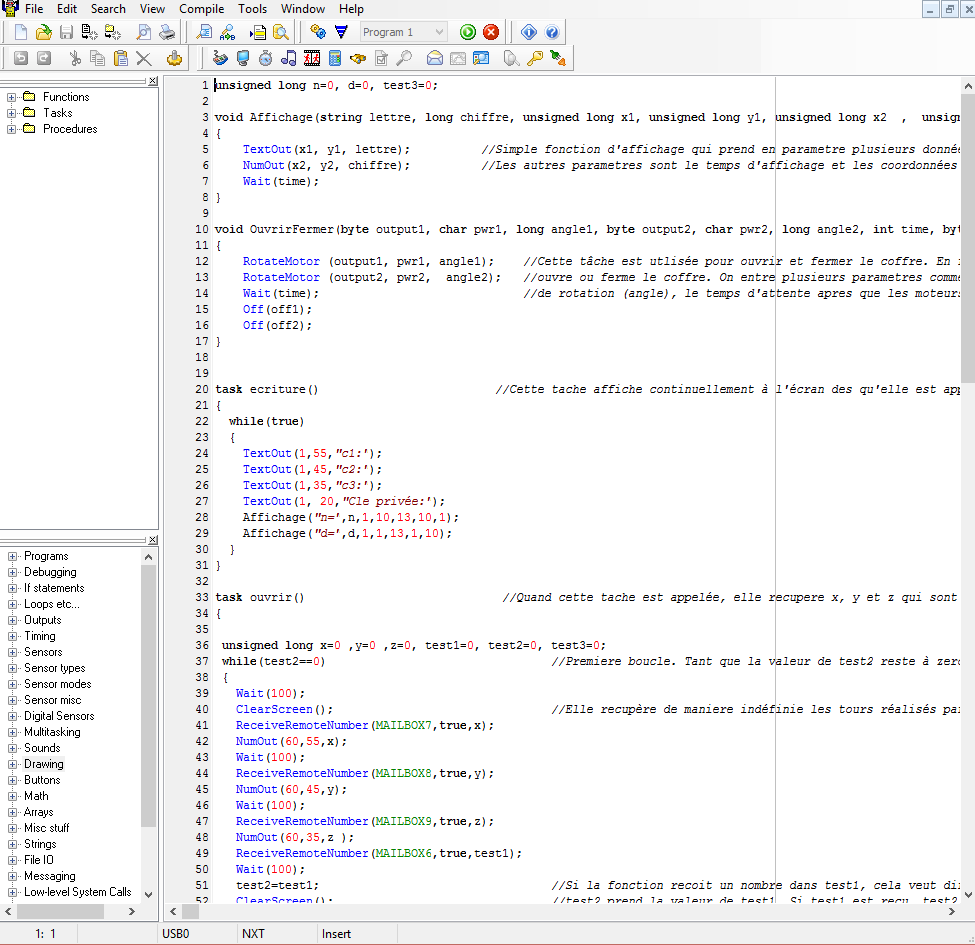 File Edit Search View Compile Tools Window Help
Program 1
Functions
Tasks
Procedures
Programs
Debugging
If statements
Loops etc...
Outputs
Timing
Sensors
Sensor types
Sensor modes
Sensor misc
Digital Sensors
Multitasking
Sounds
Drawing
Buttons
Math
Arrays
Misc stuff
Strings
File IO
Messaging
Low-level System Calls
1 unsigned long n=0, d=0, test3=0;
2
3 void Affichage(string lettre, long chiffre, unsigned long x1, unsigned long y1, unsigned long x2 ,
4 {
5 TextOut(x1, y1, lettre); //Simple fonction d'affichage qui prend en parametre plusieurs
6 NumOut(x2, y2, chiffre); //Les autres parametres sont le temps d'affichage et les coordonnées
7 Wait(time);
8 }
9
10 void OuvrirFermer(byte output1, char pwr1, long angle1, byte output2, char pwr2, long angle2, int time,
11 {
12 RotateMotor (output1, pwr1, angle1); //Cette tâche est utlisée pour ouvrir et fermer le coffre. En
13 RotateMotor (output2, pwr2, angle2); //ouvre ou ferme le coffre. On entre plusieurs parametres
14 Wait(time); //de rotation (angle), le temps d'attente apres que les
15 Off(off1);
16 Off(off2);
17 }
18
19
20 task ecriture() //Cette tache affiche continuellement à l'écran des qu'elle est
21 {
22 while(true)
23 {
24 TextOut(1,55,"c1:');
25 TextOut(1,45,"c2:');
26 TextOut(1,35,"c3:');
27 TextOut(1, 20,"Cle privée:');
28 Affichage("n=',n,1,10,13,10,1);
29 Affichage("d=',d,1,1,13,1,10);
30 }
31 }
32
33 task ouvrir() //Quand cette tache est appelée, elle recupere x, y et z qui sont
34 {
35
36 unsigned long x=0 ,y=0 ,z=0, test1=0, test2=0, test3=0;
37 while(test2==0) //Premiere boucle. Tant que la valeur de test2 reste à
38 {
39 Wait(100);
40 ClearScreen(); //Elle recupère de maniere indéfinie les tours réalisés
41 ReceiveRemoteNumber(MAILBOX7,true,x);
42 NumOut(60,55,x);
43 Wait(100);
44 ReceiveRemoteNumber(MAILBOX8,true,y);
45 NumOut(60,45,y);
46 Wait(100);
47 ReceiveRemoteNumber(MAILBOX9,true,z);
48 NumOut(60,35,z );
49 ReceiveRemoteNumber(MAILBOX6,true,test1);
50 Wait(100);
51 test2=test1; //Si la fonction recoit un nombre dans test1, cela veut
52 ClearScreen(); //test2 prend la valeur de test1. Si test1 est reçu, test2
1: 1 USB0 NXT Insert